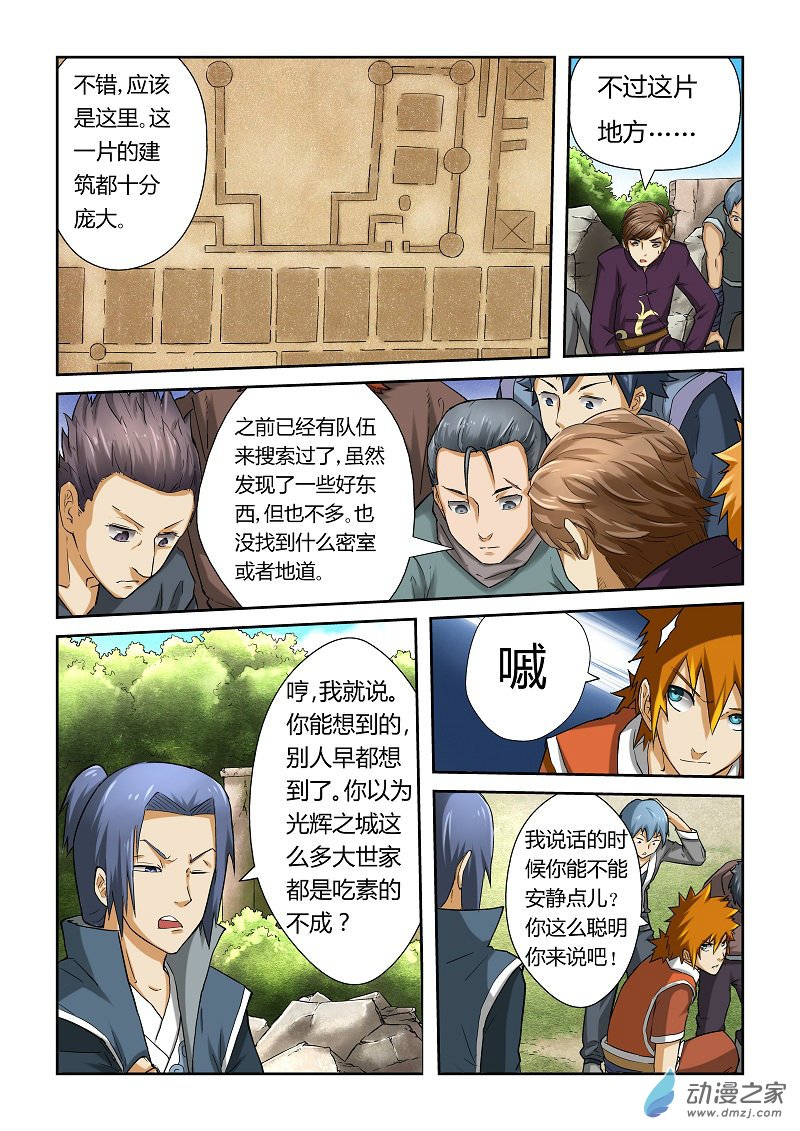 不错，应该
是这里。这
一片的建
筑都十分
庞大。
不过这片
地方……
之前已经有队伍
来搜索过了，虽然
发现了一些好东
西，但也不多。也
没找到什么密室
或者地道。
嘁
哼，我就说。
你能想到的，
别人早都想
到了。你以为
光辉之城这
么多大世家
都是吃素的
不成？
我说话的时
候你能不能
安静点儿！
你这么聪明
你来说吧！
动漫之家
www.dmzj.com